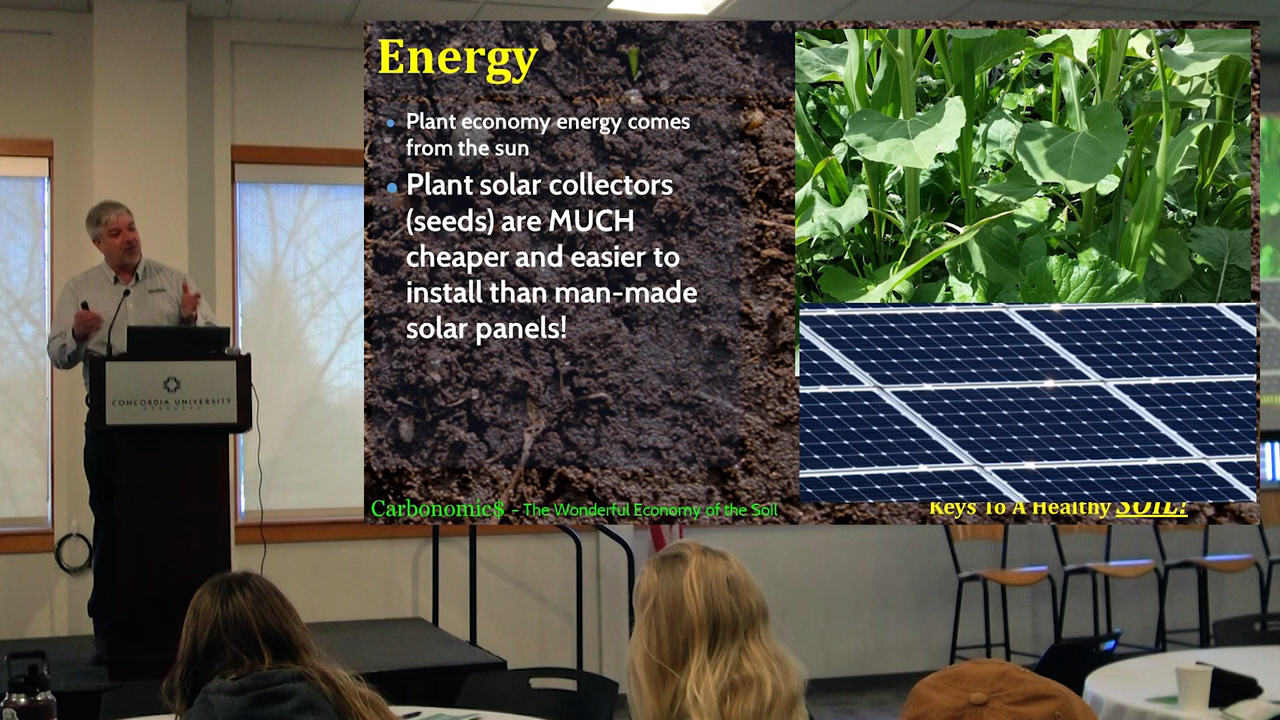 Energy
Plant economy energy comes
from the sun
Plant solar collectors
(seeds) are MUCH
cheaper and easier to
install than man-made
solar panels!
Carbonomic$ - The Wonderful Economy of the Soil
Keys To A Healthy SOIL!
CONCORDIA UNIVERSITY
NEBRASKA